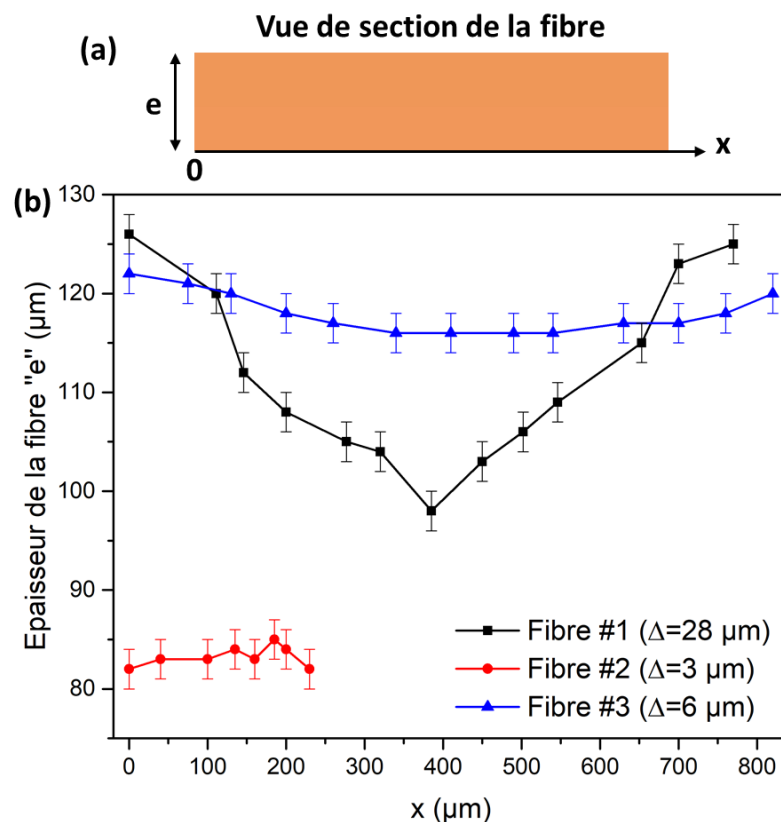 Vue de section de la fibre
(a)
e
x
0
(b)
130
120
110
100
90
80
Epaisseur de la fibre "e" (µm)
Fibre #1 (Δ=28 µm)
Fibre #2 (Δ=3 µm)
Fibre #3 (Δ=6 µm)
0 100 200 300 400 500 600 700 800
x (µm)